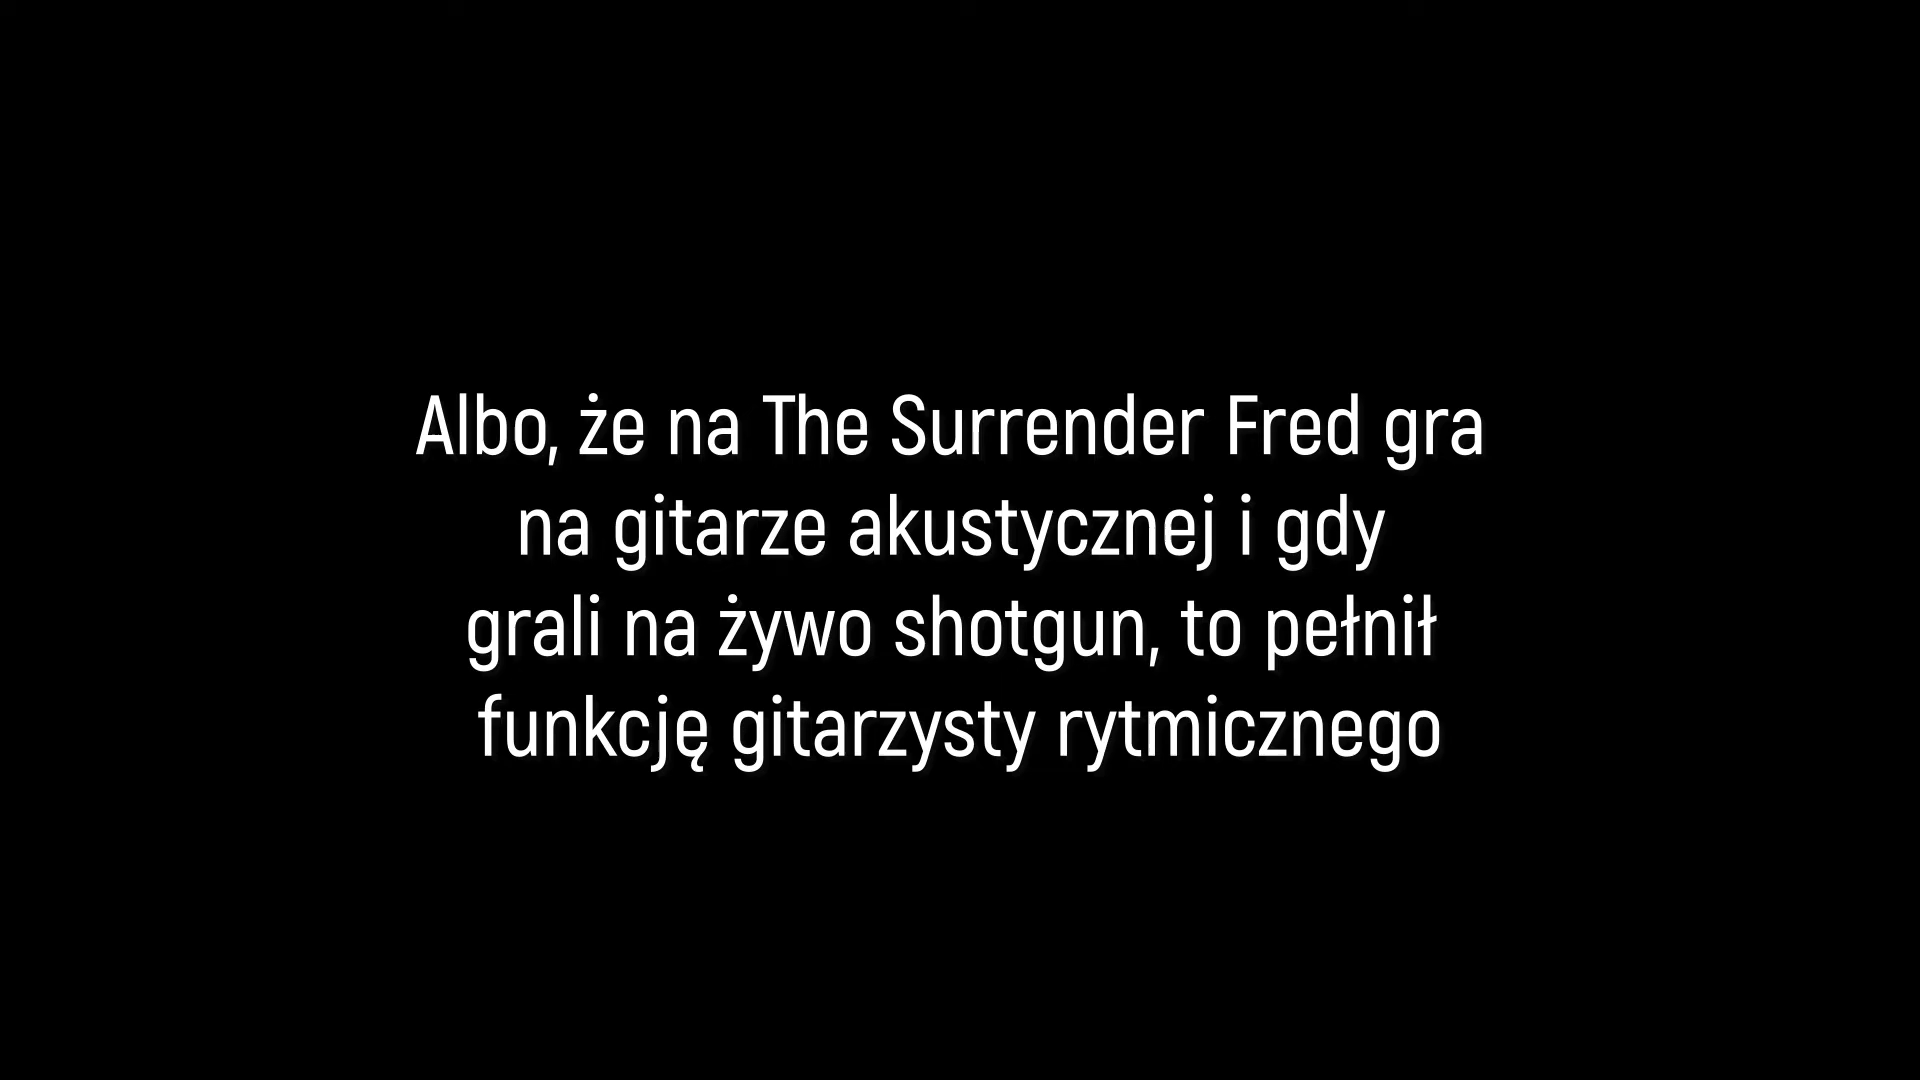 Albo, że na The Surrender Fred gra
na gitarze akustycznej i gdy
grali na żywo shotgun, to pełnił
funkcję gitarzysty rytmicznego